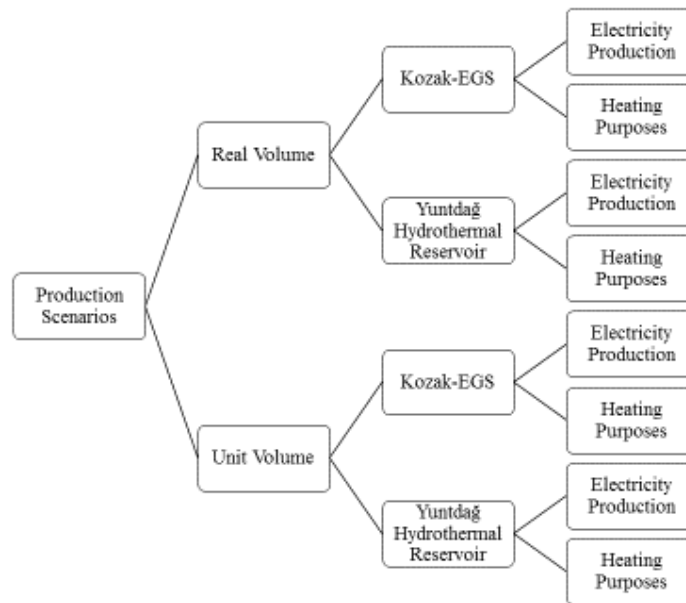 Electricity
Production
Kozak-EGS
Heating
Purposes
Real Volume
Electricity
Production
Yuntdağ
Hydrothermal
Reservoir
Heating
Purposes
Production
Scenarios
Electricity
Production
Kozak-EGS
Heating
Purposes
Unit Volume
Electricity
Production
Yuntdağ
Hydrothermal
Reservoir
Heating
Purposes